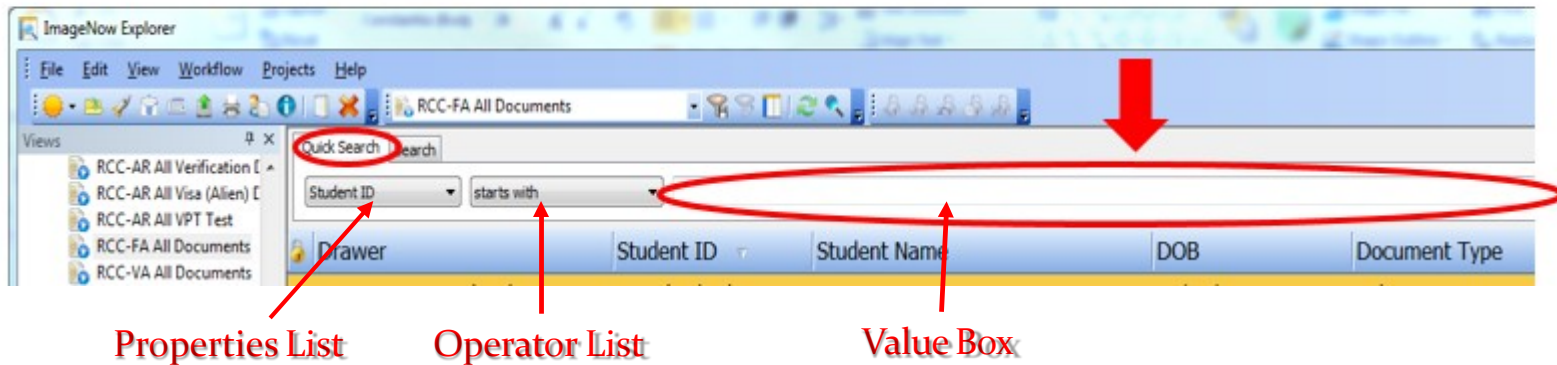 ImageNow Explorer
File Edit View Workflow Projects Help
RCC-FA All Documents
Views
Quick Search Search
RCC-AR All Verification D
RCC-AR All Visa (Alien) D
RCC-AR All VPT Test
RCC-FA All Documents
RCC-VA All Documents
Student ID starts with
Drawer Student ID Student Name DOB Document Type
Properties List Operator List Value Box